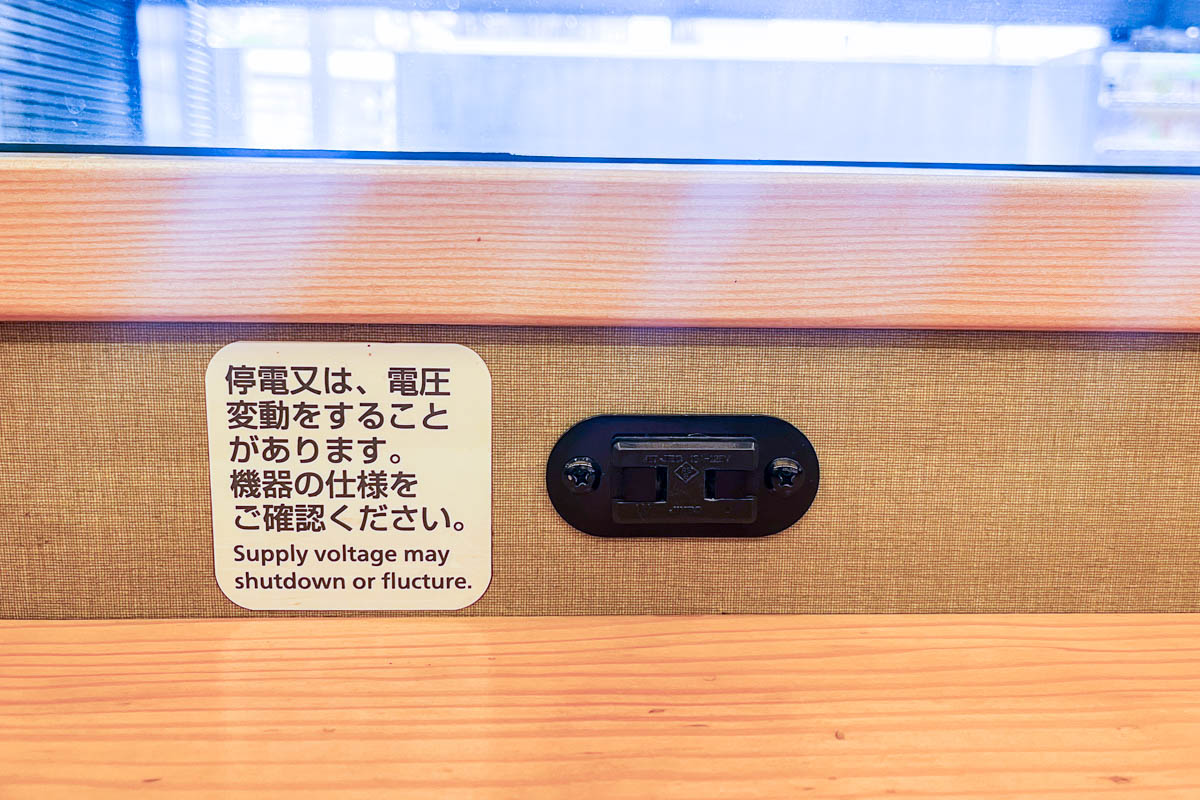 停電又は、電圧
変動をすること
があります。
機器の仕様を
ご確認ください。
Supply voltage may
shutdown or flucture.